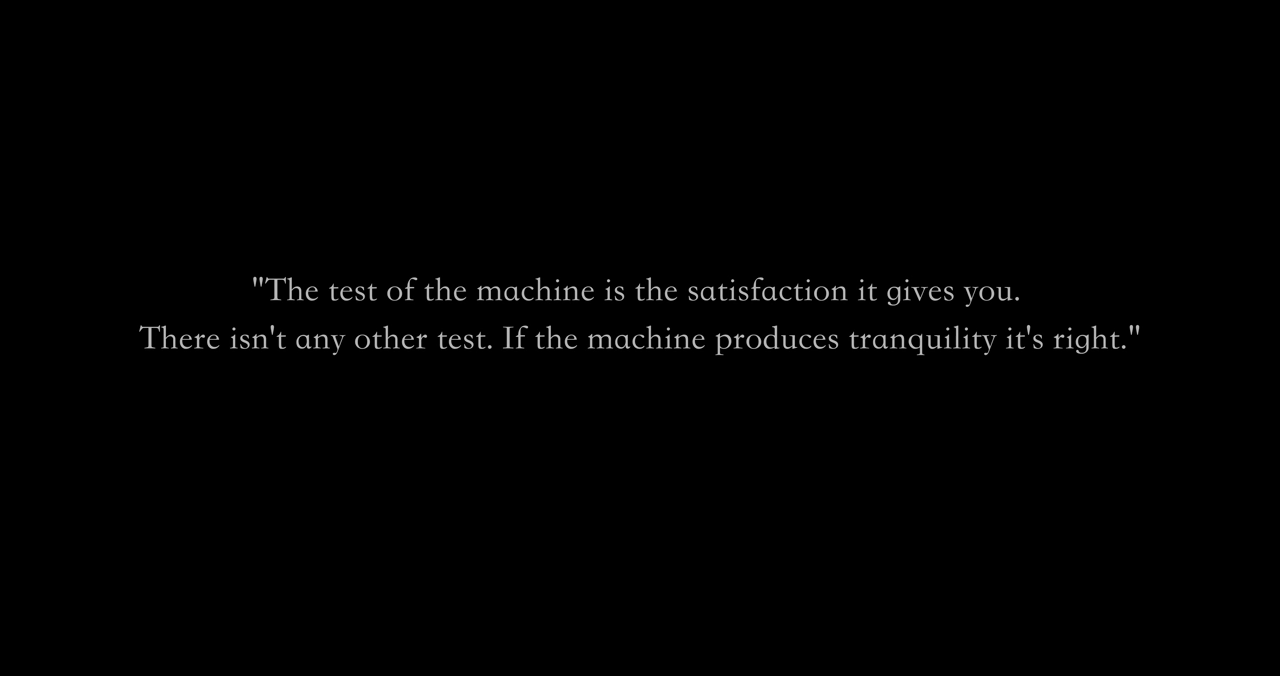 "The test of the machine is the satisfaction it gives you.
There isn't any other test. If the machine produces tranquility it's right."